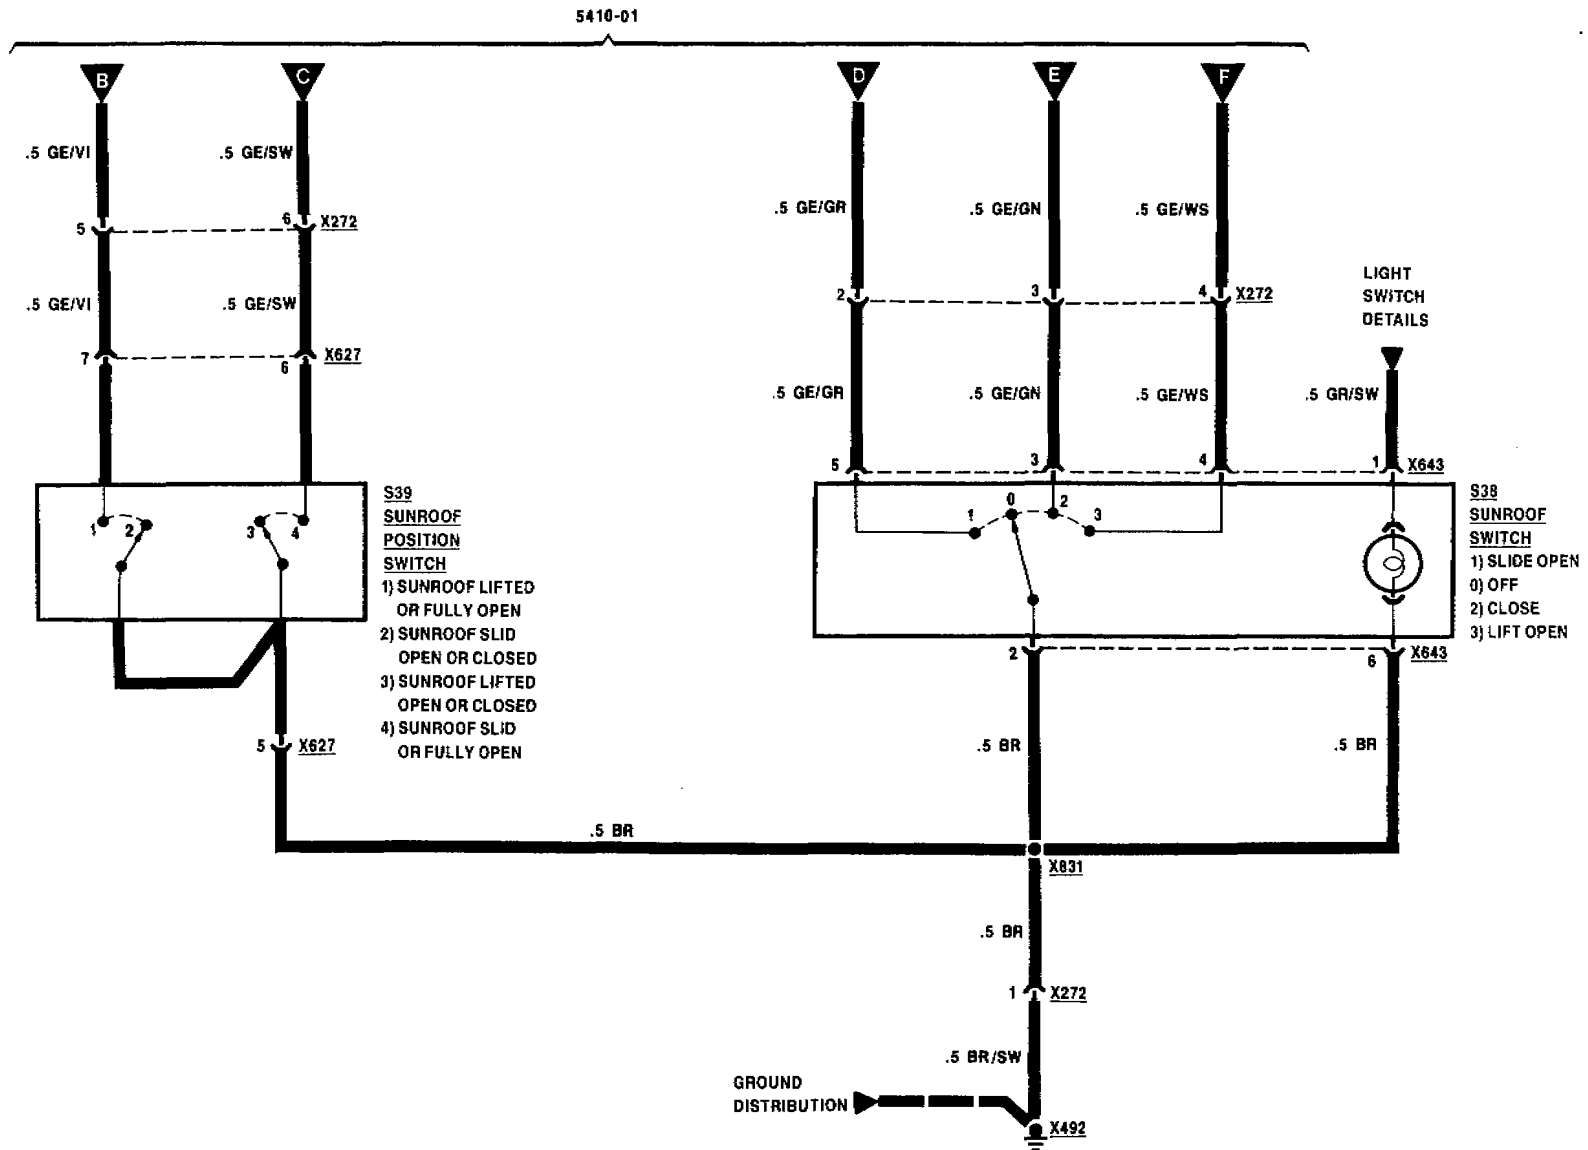 5410-01
B
C
D
E
F
.5 GE/VI
.5 GE/SW
.5 GE/GR
.5 GE/GN
.5 GE/WS
5
6
X272
2
3
4
X272
LIGHT
SWITCH
DETAILS
.5 GE/VI
.5 GE/SW
7
6
X627
.5 GE/GR
.5 GE/GN
.5 GE/WS
.5 GR/SW
5
3
4
1
X643
1
2
3
4
S39
SUNROOF
POSITION
SWITCH
1) SUNROOF LIFTED
OR FULLY OPEN
2) SUNROOF SLID
OPEN OR CLOSED
3) SUNROOF LIFTED
OPEN OR CLOSED
4) SUNROOF SLID
OR FULLY OPEN
1
0
2
3
S38
SUNROOF
SWITCH
1) SLIDE OPEN
0) OFF
2) CLOSE
3) LIFT OPEN
2
6
X643
5
X627
.5 BR
.5 BR
.5 BR
X831
.5 BR
1
X272
.5 BR/SW
GROUND
DISTRIBUTION
X492